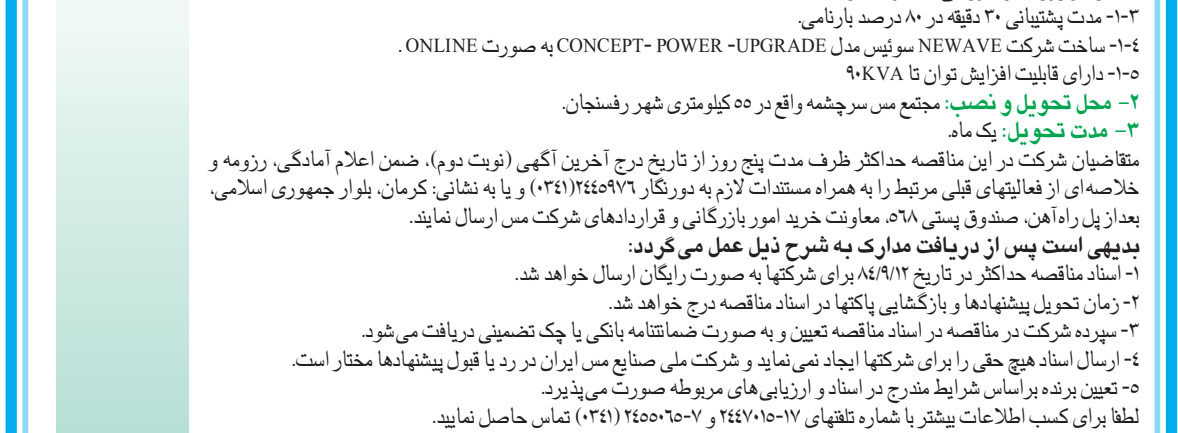 ۱-۳- مدت پشتیبانی ۳۰ دقیقه در ۸۰ درصد بارنامی.
۱-۴- ساخت شرکت NEWAVE سوئیس مدل CONCEPT- POWER -UPGRADE به صورت ONLINE .
۱-۵- دارای قابلیت افزایش توان تا ۹۰KVA
۲- محل تحویل و نصب: مجتمع مس سرچشمه واقع در ۵۵ کیلومتری شهر رفسنجان.
۳- مدت تحویل: یک ماه.
متقاضیان شرکت در این مناقصه حداکثر ظرف مدت پنج روز از تاریخ درج آخرین آگهی (نوبت دوم)، ضمن اعلام آمادگی، رزومه و
خلاصه‌ای از فعالیتهای قبلی مرتبط را به همراه مستندات لازم به دورنگار ۲۴۴۵۹۷۶(۰۳۴۱) و یا به نشانی: کرمان، بلوار جمهوری اسلامی،
بعداز پل راه‌آهن، صندوق پستی ۵۶۸، معاونت خرید امور بازرگانی و قراردادهای شرکت مس ارسال نمایند.
بدیهی است پس از دریافت مدارک به شرح ذیل عمل می‌گردد:
۱- اسناد مناقصه حداکثر در تاریخ ۸۴/۹/۱۲ برای شرکتها به صورت رایگان ارسال خواهد شد.
۲- زمان تحویل پیشنهادها و بازگشایی پاکتها در اسناد مناقصه درج خواهد شد.
۳- سپرده شرکت در مناقصه در اسناد مناقصه تعیین و به صورت ضمانتنامه بانکی یا چک تضمینی دریافت می‌شود.
۴- ارسال اسناد هیچ حقی را برای شرکتها ایجاد نمی‌نماید و شرکت ملی صنایع مس ایران در رد یا قبول پیشنهادها مختار است.
۵- تعیین برنده براساس شرایط مندرج در اسناد و ارزیابی‌های مربوطه صورت می‌پذیرد.
لطفا برای کسب اطلاعات بیشتر با شماره تلفنهای ۱۷-۲۴۴۷۰۱۵ و ۷-۲۴۵۵۰۶۵ (۰۳۴۱) تماس حاصل نمایید.